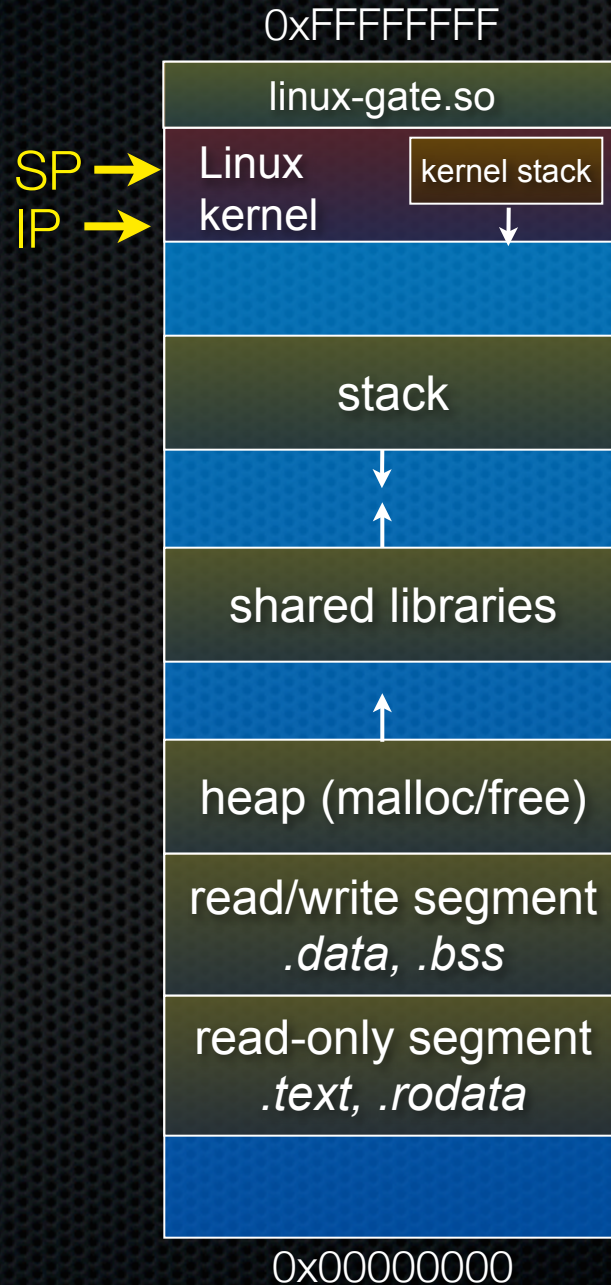 0xFFFFFFFF
linux-gate.so
SP
IP
Linux
kernel
kernel stack
stack
shared libraries
heap (malloc/free)
read/write segment
.data, .bss
read-only segment
.text, .rodata
0x00000000